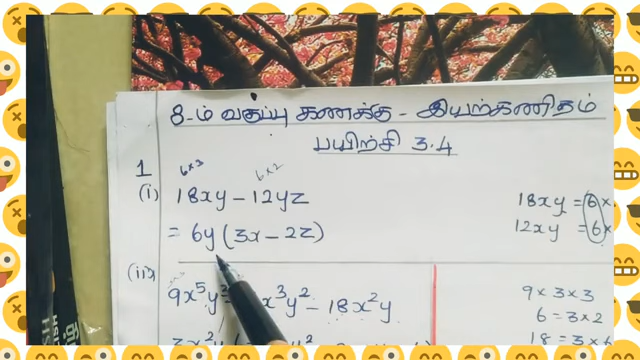 8-ம் வகுப்பு கணக்கு - இயற்கணிதம்
பயிற்சி 3.4
1
6×3 6×2
(i) 18xy - 12yz
18xy = 6×
= 6y(3x - 2z)
12xy = 6×
(ii)
9x⁵y³ x³y² - 18x²y
9×3×3
6 = 3×2
18 = 3×6